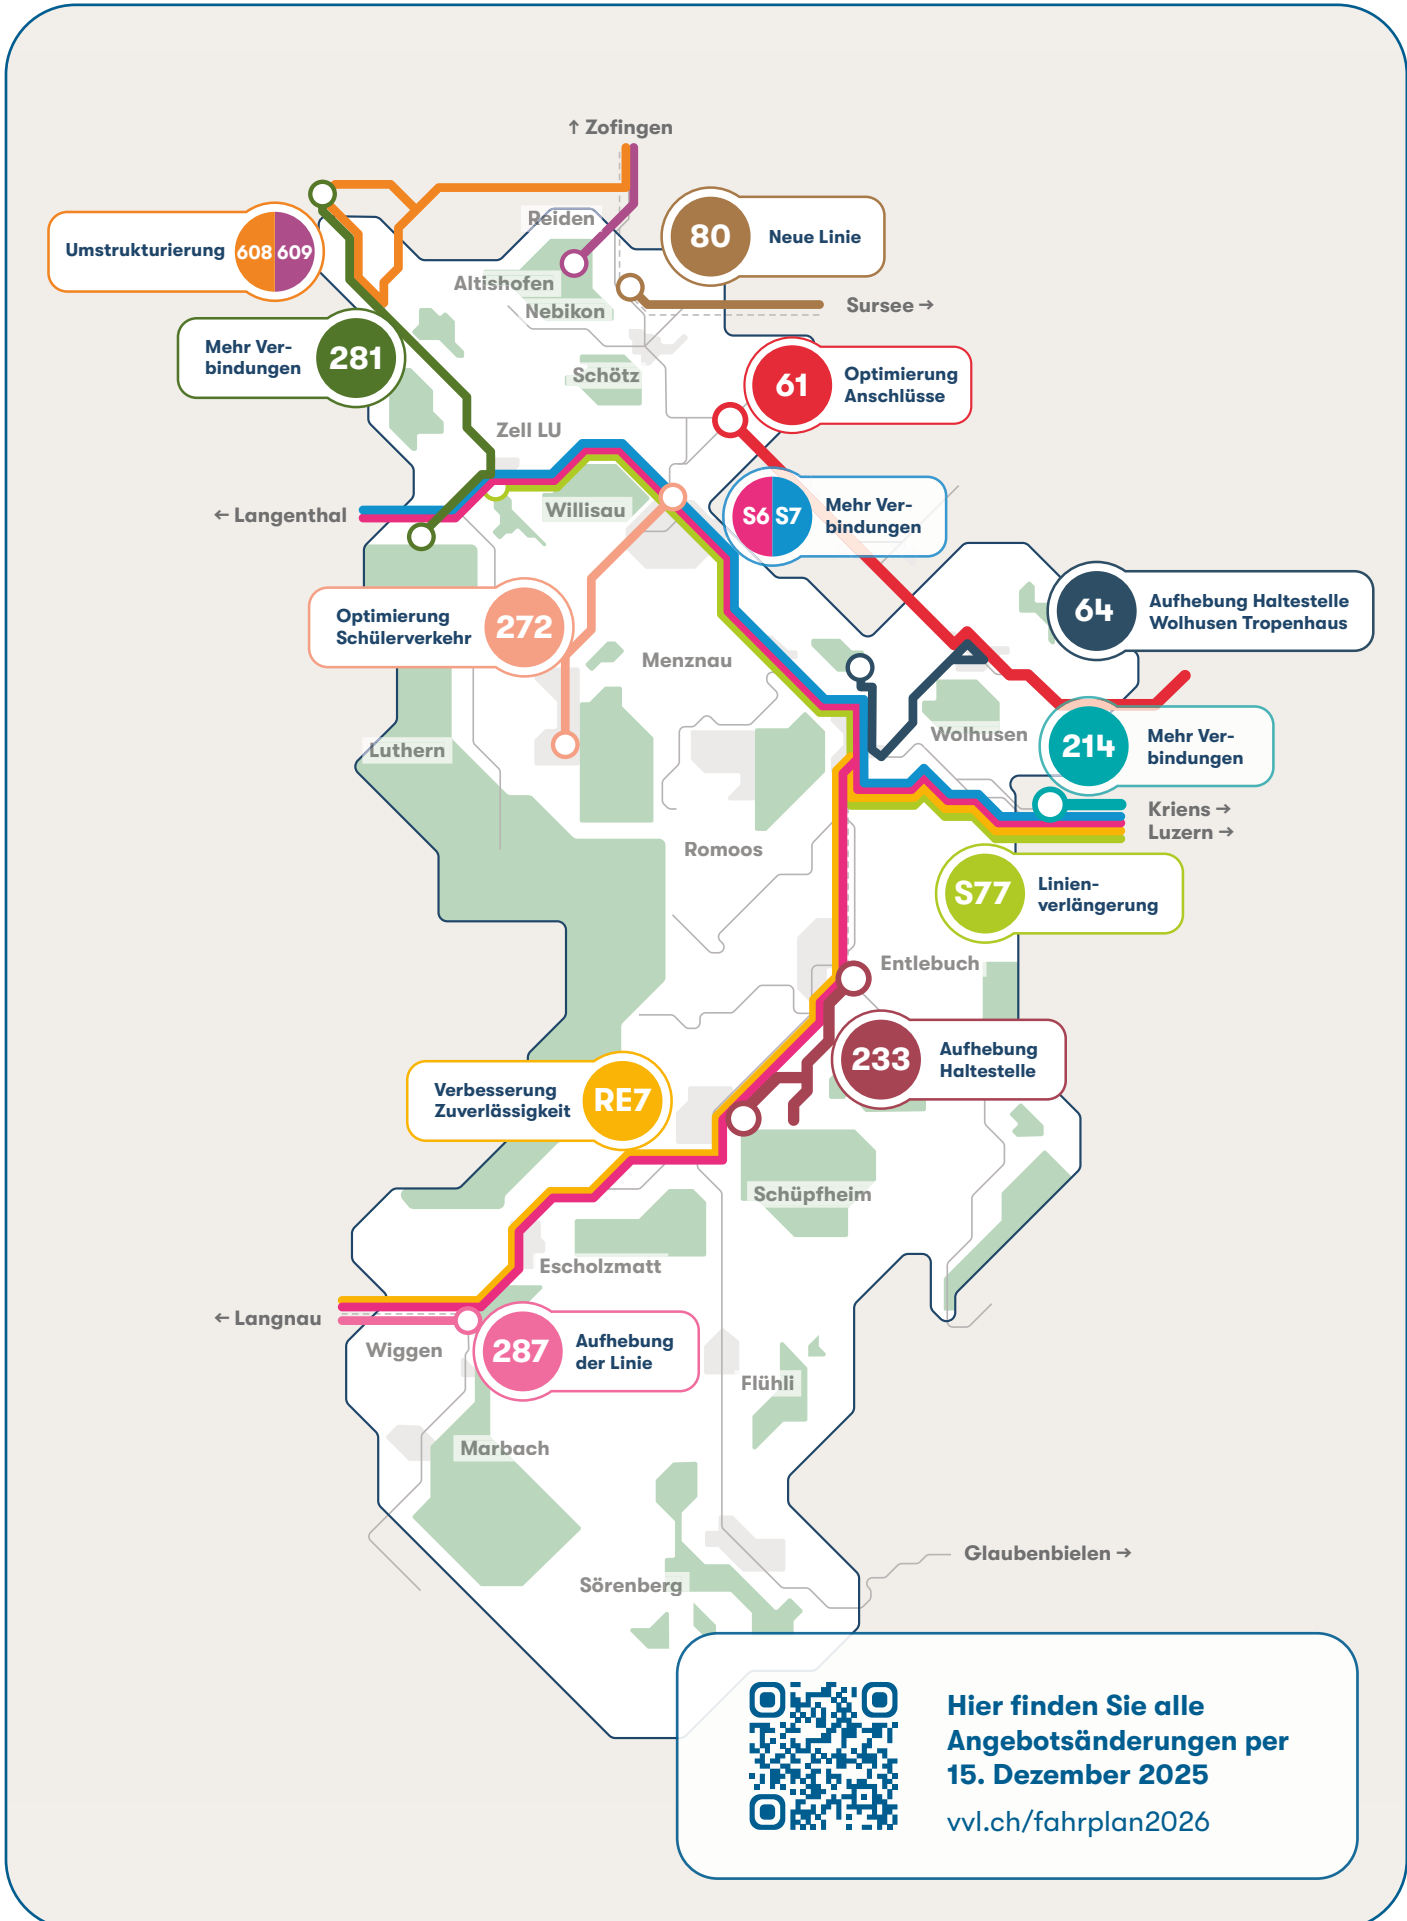 ↑ Zofingen
Reiden
Umstrukturierung
608 609
80
Neue Linie
Altishofen
Nebikon
Sursee →
Mehr Ver-
bindungen
281
Schötz
61
Optimierung
Anschlüsse
Zell LU
← Langenthal
Willisau
S6 S7
Mehr Ver-
bindungen
Optimierung
Schülerverkehr
272
64
Aufhebung Haltestelle
Wolhusen Tropenhaus
Menznau
Luthern
Wolhusen
214
Mehr Ver-
bindungen
Kriens →
Luzern →
Romoos
S77
Linien-
verlängerung
Entlebuch
233
Aufhebung
Haltestelle
Verbesserung
Zuverlässigkeit
RE7
Schüpfheim
Escholzmatt
← Langnau
Wiggen
287
Aufhebung
der Linie
Flühli
Marbach
Glaubenbielen →
Sörenberg
Hier finden Sie alle
Angebotsänderungen per
15. Dezember 2025
vvl.ch/fahrplan2026